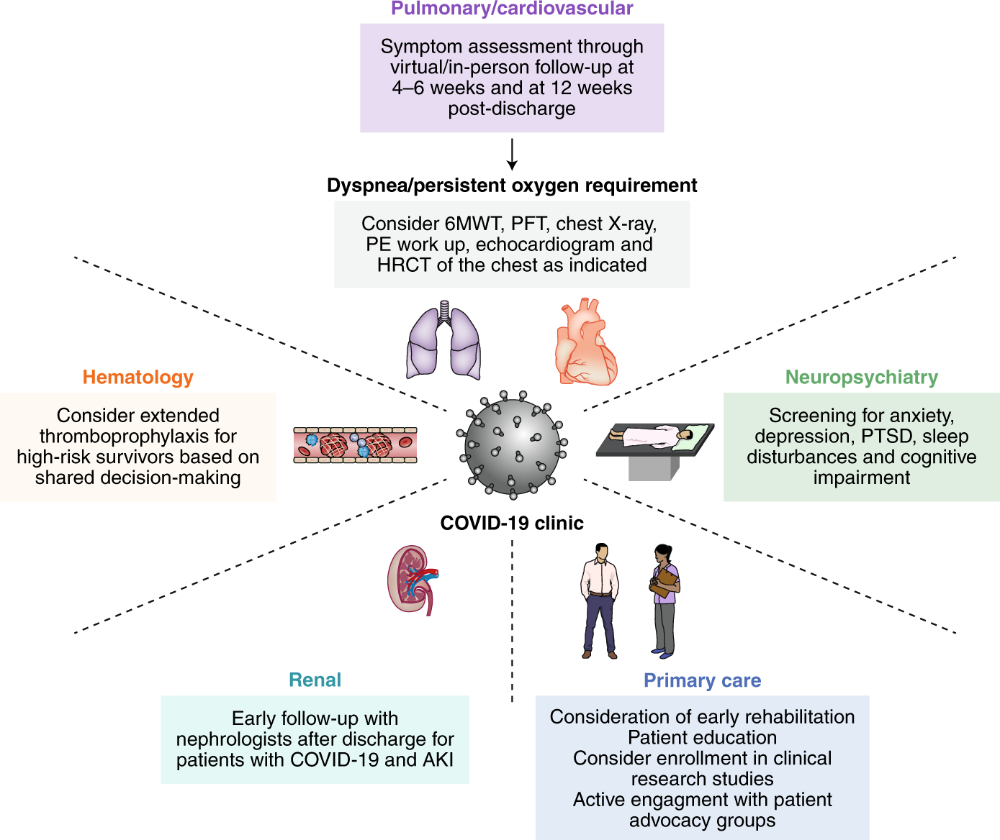 Pulmonary/cardiovascular
Symptom assessment through
virtual/in-person follow-up at
4–6 weeks and at 12 weeks
post-discharge
Dyspnea/persistent oxygen requirement
Consider 6MWT, PFT, chest X-ray,
PE work up, echocardiogram and
HRCT of the chest as indicated
Hematology
Consider extended
thromboprophylaxis for
high-risk survivors based on
shared decision-making
Neuropsychiatry
Screening for anxiety,
depression, PTSD, sleep
disturbances and cognitive
impairment
COVID-19 clinic
Renal
Early follow-up with
nephrologists after discharge for
patients with COVID-19 and AKI
Primary care
Consideration of early rehabilitation
Patient education
Consider enrollment in clinical
research studies
Active engagment with patient
advocacy groups